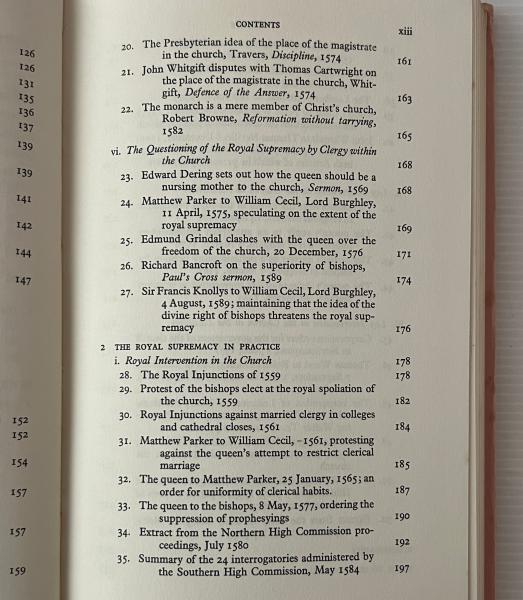 CONTENTS
xiii
126
126
131
135
136
137
139
139
141
142
144
147
152
152
154
157
157
159
20. The Presbyterian idea of the place of the magistrate
in the church, Travers, Discipline, 1574 161
21. John Whitgift disputes with Thomas Cartwright on
the place of the magistrate in the church, Whit-
gift, Defence of the Answer, 1574 163
22. The monarch is a mere member of Christ's church,
Robert Browne, Reformation without tarrying,
1582 165
vi. The Questioning of the Royal Supremacy by Clergy within
the Church 168
23. Edward Dering sets out how the queen should be a
nursing mother to the church, Sermon, 1569 168
24. Matthew Parker to William Cecil, Lord Burghley,
11 April, 1575, speculating on the extent of the
royal supremacy 169
25. Edmund Grindal clashes with the queen over the
freedom of the church, 20 December, 1576 171
26. Richard Bancroft on the superiority of bishops,
Paul's Cross sermon, 1589 174
27. Sir Francis Knollys to William Cecil, Lord Burghley,
4 August, 1589; maintaining that the idea of the
divine right of bishops threatens the royal sup-
remacy 176
2 THE ROYAL SUPREMACY IN PRACTICE
i. Royal Intervention in the Church 178
28. The Royal Injunctions of 1559 178
29. Protest of the bishops elect at the royal spoliation of
the church, 1559 182
30. Royal Injunctions against married clergy in colleges
and cathedral closes, 1561 184
31. Matthew Parker to William Cecil, –1561, protesting
against the queen's attempt to restrict clerical
marriage 185
32. The queen to Matthew Parker, 25 January, 1565; an
order for uniformity of clerical habits. 187
33. The queen to the bishops, 8 May, 1577, ordering the
suppression of prophesyings 190
34. Extract from the Northern High Commission pro-
ceedings, July 1580 192
35. Summary of the 24 interrogatories administered by
the Southern High Commission, May 1584 197